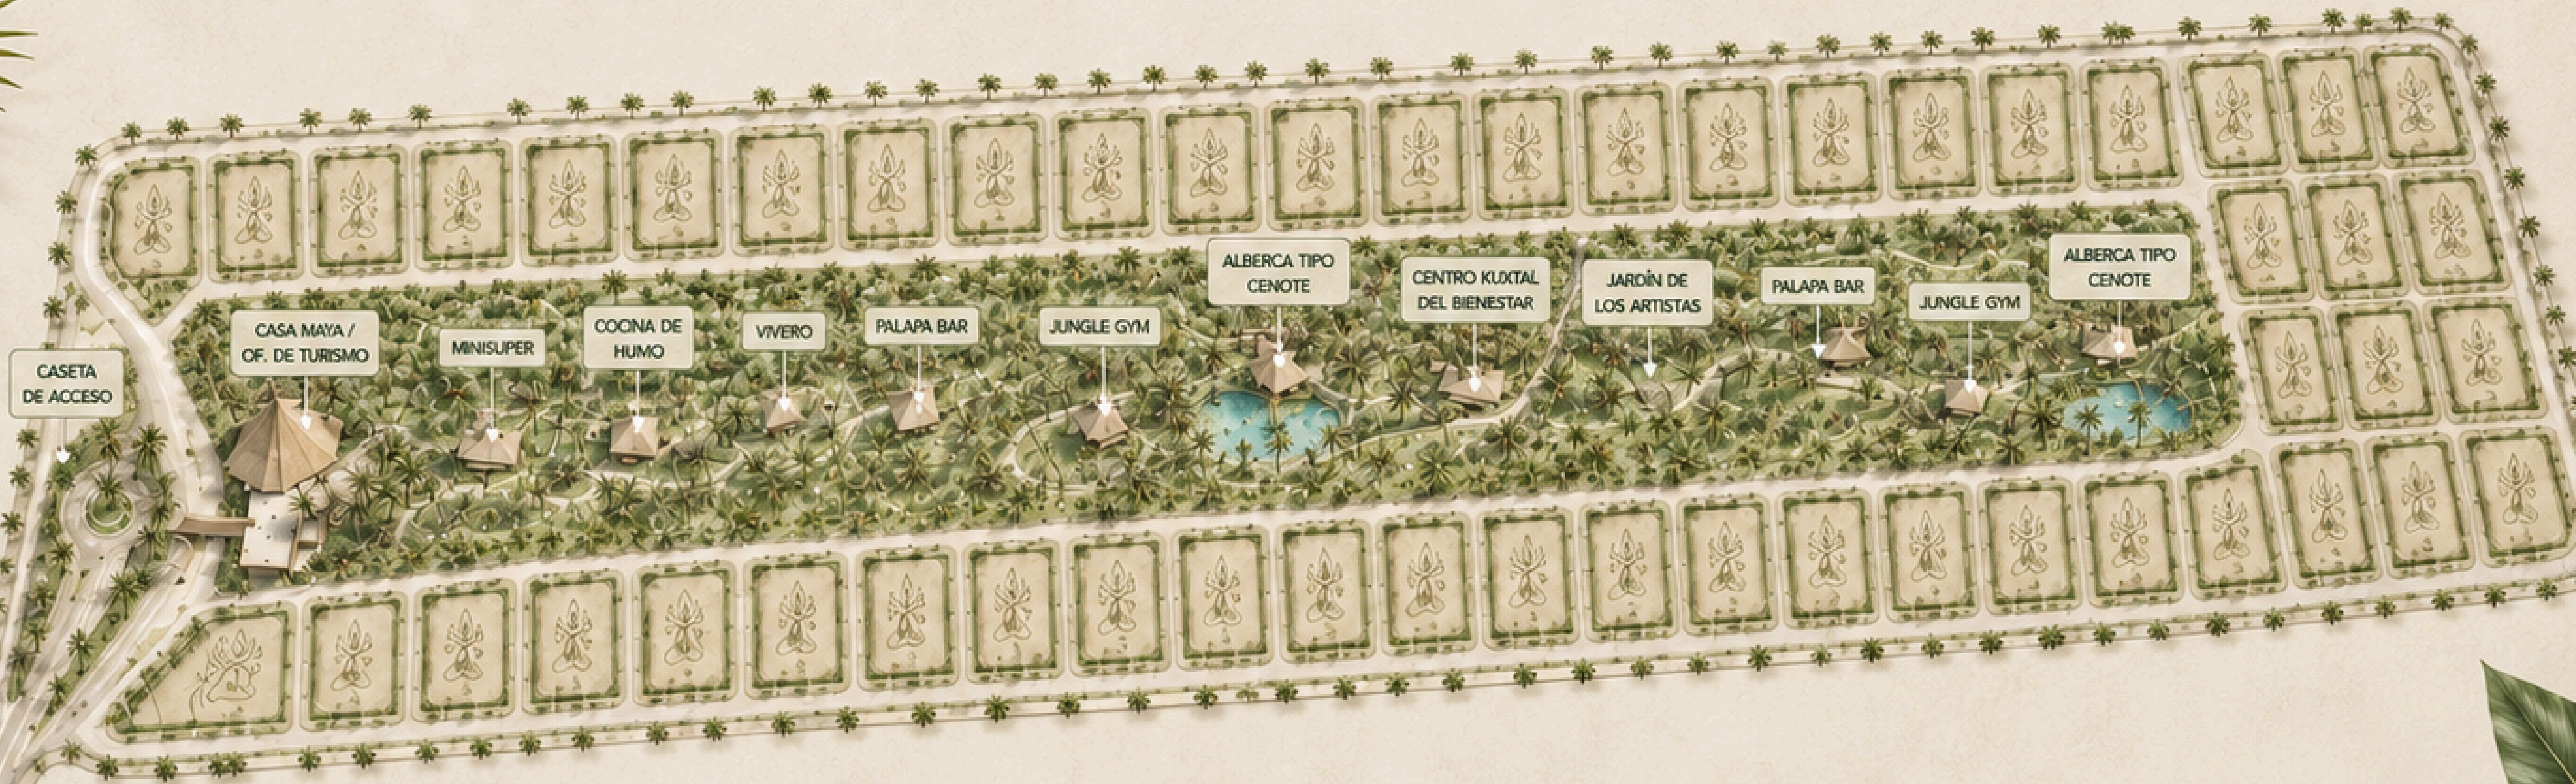 CASETA
DE ACCESO
CASA MAYA /
OF. DE TURISMO
MINISUPER
COCINA DE
HUMO
VIVERO
PALAPA BAR
JUNGLE GYM
ALBERCA TIPO
CENOTE
CENTRO KUXTAL
DEL BIENESTAR
JARDÍN DE
LOS ARTISTAS
PALAPA BAR
JUNGLE GYM
ALBERCA TIPO
CENOTE